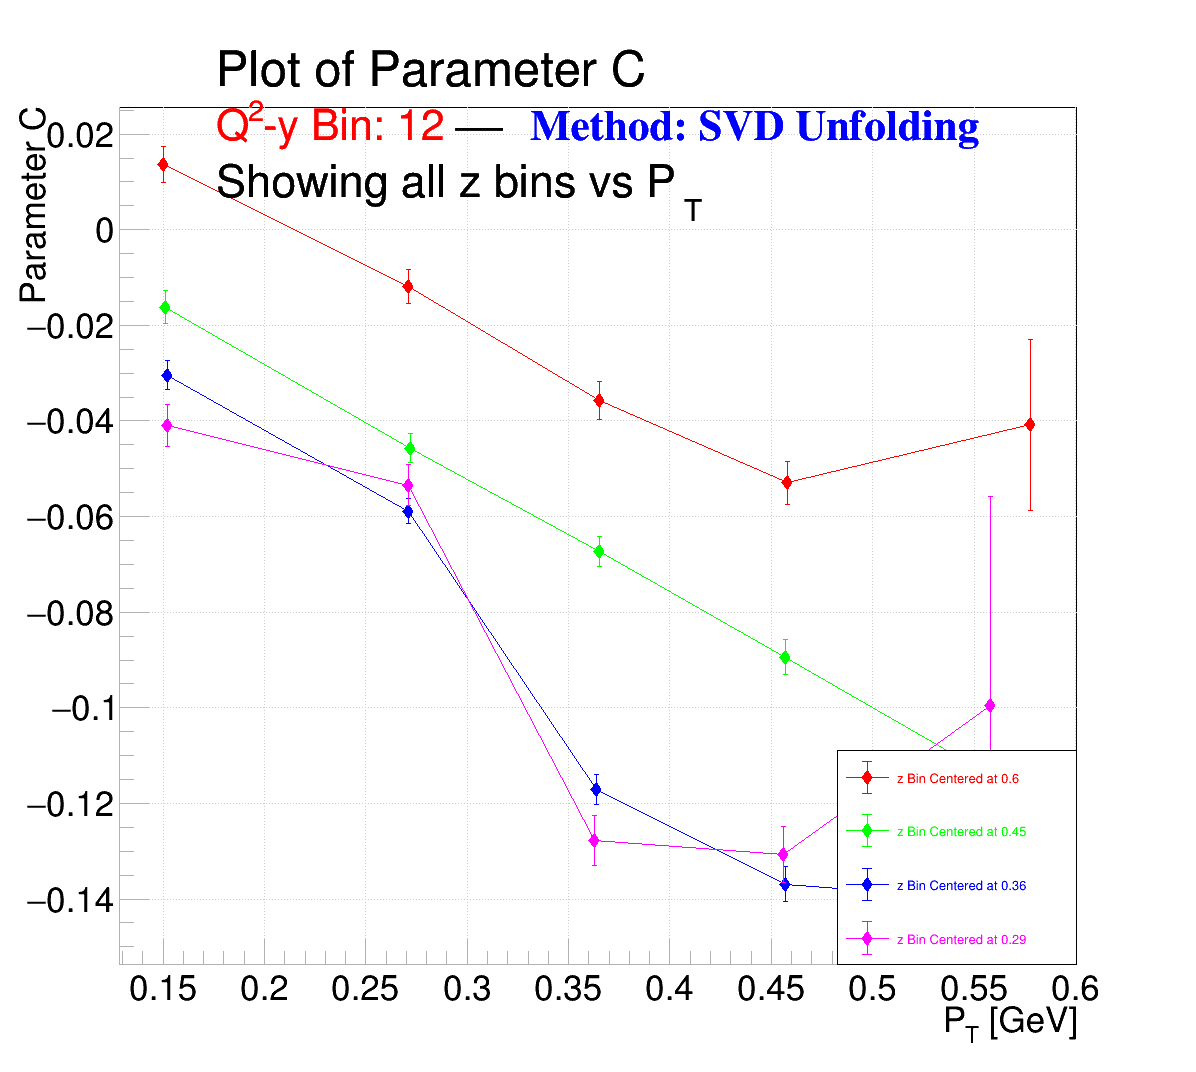 Plot of Parameter C
Q²-y Bin: 12 — Method: SVD Unfolding
Showing all z bins vs P_T
Parameter C
0.02
0
−0.02
−0.04
−0.06
−0.08
−0.1
−0.12
−0.14
z Bin Centered at 0.6
z Bin Centered at 0.45
z Bin Centered at 0.36
z Bin Centered at 0.29
0.15 0.2 0.25 0.3 0.35 0.4 0.45 0.5 0.55 0.6
P_T [GeV]